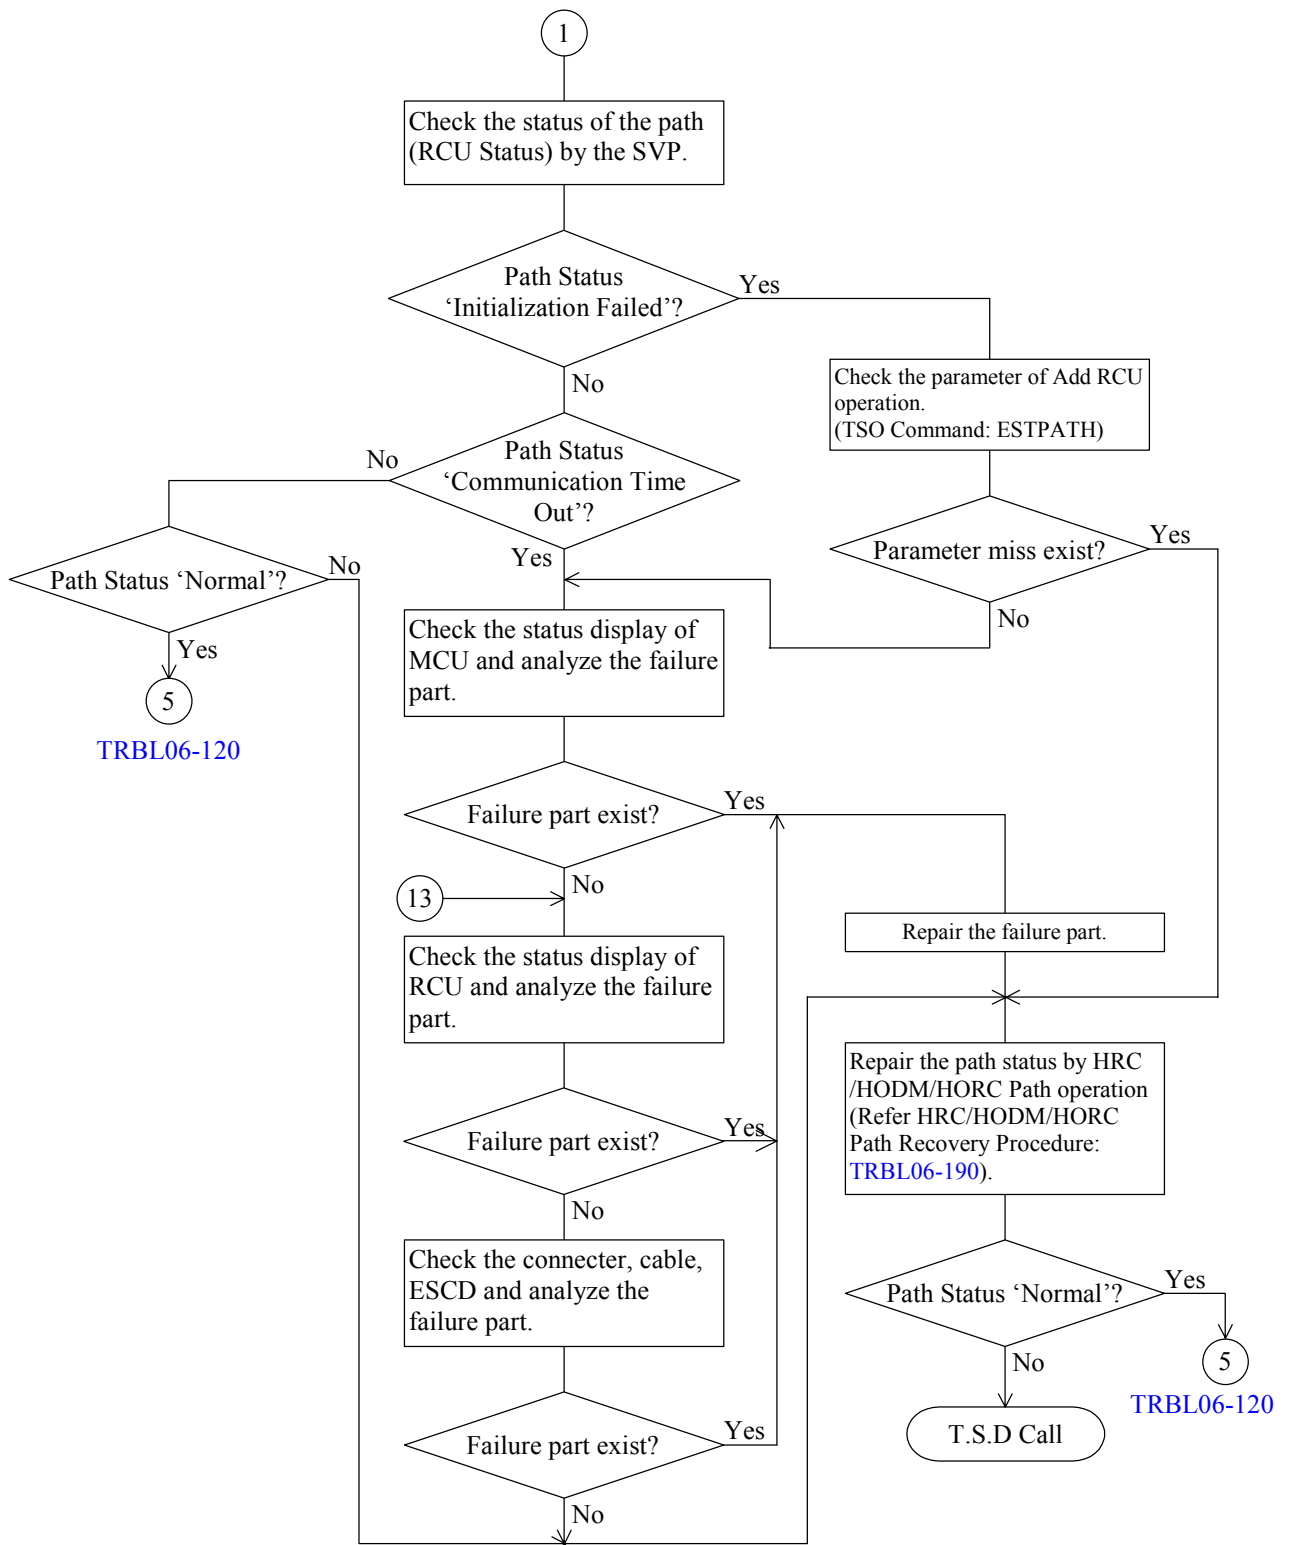 1
Check the status of the path
(RCU Status) by the SVP.
Path Status
‘Initialization Failed’?
Yes
No
Check the parameter of Add RCU
operation.
(TSO Command: ESTPATH)
Path Status
‘Communication Time
Out’?
No
Yes
Parameter miss exist?
Yes
No
Path Status ‘Normal’?
No
Yes
5
TRBL06-120
Check the status display of
MCU and analyze the failure
part.
Failure part exist?
Yes
No
13
Repair the failure part.
Check the status display of
RCU and analyze the failure
part.
Repair the path status by HRC
/HODM/HORC Path operation
(Refer HRC/HODM/HORC
Path Recovery Procedure:
TRBL06-190).
Failure part exist?
Yes
No
Check the connecter, cable,
ESCD and analyze the
failure part.
Path Status ‘Normal’?
Yes
No
5
TRBL06-120
T.S.D Call
Failure part exist?
Yes
No